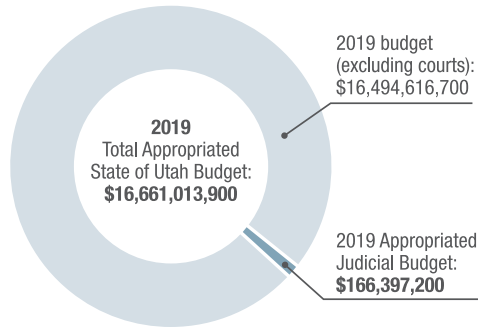 2019
Total Appropriated
State of Utah Budget:
$16,661,013,900
2019 budget
(excluding courts):
$16,494,616,700
2019 Appropriated
Judicial Budget:
$166,397,200